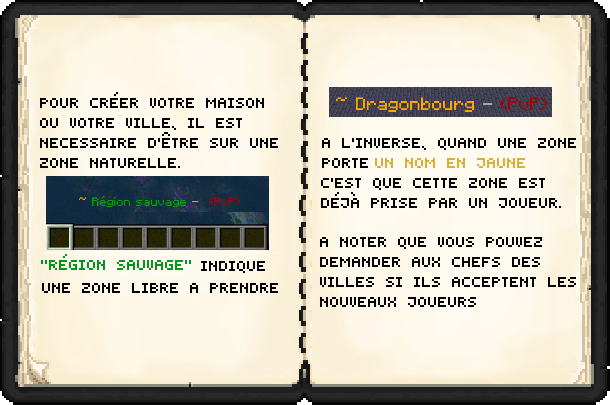 POUR CRÉER VOTRE MAISON
OU VOTRE VILLE, IL EST
NECESSAIRE D'ÊTRE SUR UNE
ZONE NATURELLE.
~ Région sauvage - (PvP)
"RÉGION SAUVAGE" INDIQUE
UNE ZONE LIBRE A PRENDRE
~ Dragonbourg - (PvP)
A L'INVERSE, QUAND UNE ZONE
PORTE UN NOM EN JAUNE
C'EST QUE CETTE ZONE EST
DÉJÀ PRISE PAR UN JOUEUR.
A NOTER QUE VOUS POUVEZ
DEMANDER AUX CHEFS DES
VILLES SI ILS ACCEPTENT LES
NOUVEAUX JOUEURS